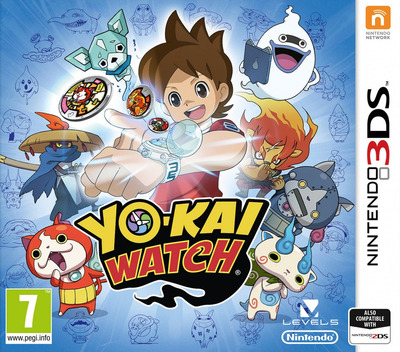 NINTENDO
NETWORK
NINTENDO 3DS
YO-KAI
WATCH
7
www.pegi.info
LEVEL5
Nintendo
ALSO
COMPATIBLE
WITH
NINTENDO 2DS